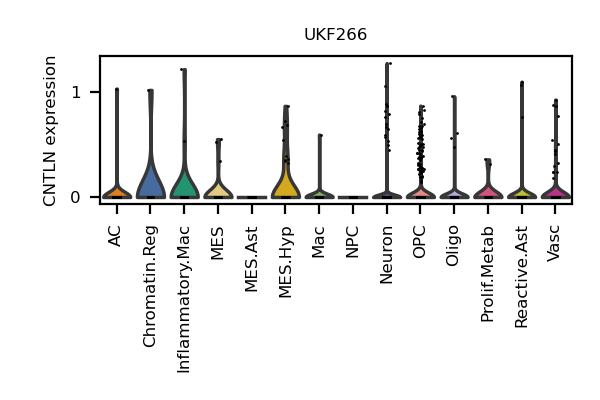 UKF266
CNTLN expression
1
0
AC
Chromatin.Reg
Inflammatory.Mac
MES
MES.Ast
MES.Hyp
Mac
NPC
Neuron
OPC
Oligo
Prolif.Metab
Reactive.Ast
Vasc